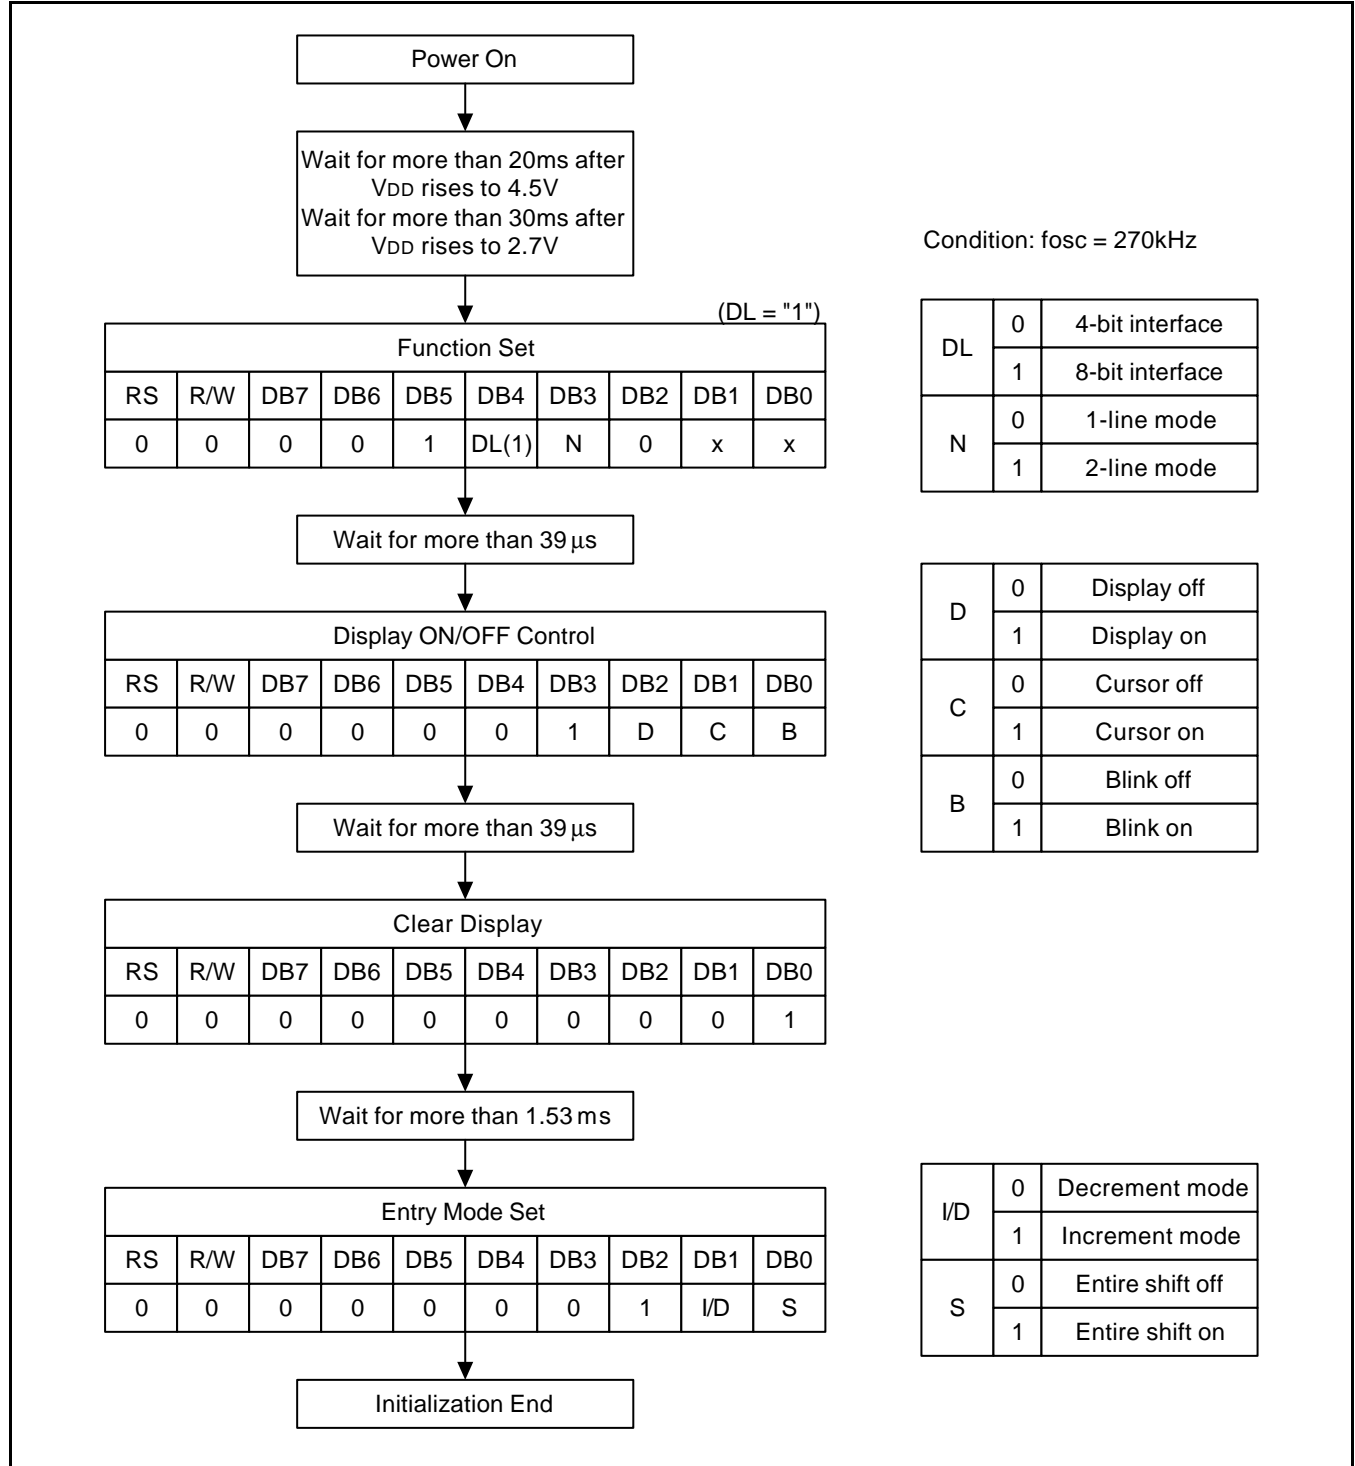 Power On
Wait for more than 20ms after
VDD rises to 4.5V
Wait for more than 30ms after
VDD rises to 2.7V
Condition: fosc = 270kHz
(DL = "1")
Function Set
RS R/W DB7 DB6 DB5 DB4 DB3 DB2 DB1 DB0
0 0 0 0 1 DL(1) N 0 x x
DL
0 4-bit interface
1 8-bit interface
N
0 1-line mode
1 2-line mode
Wait for more than 39 μs
Display ON/OFF Control
RS R/W DB7 DB6 DB5 DB4 DB3 DB2 DB1 DB0
0 0 0 0 0 0 1 D C B
D
0 Display off
1 Display on
C
0 Cursor off
1 Cursor on
B
0 Blink off
1 Blink on
Wait for more than 39 μs
Clear Display
RS R/W DB7 DB6 DB5 DB4 DB3 DB2 DB1 DB0
0 0 0 0 0 0 0 0 0 1
Wait for more than 1.53 ms
Entry Mode Set
RS R/W DB7 DB6 DB5 DB4 DB3 DB2 DB1 DB0
0 0 0 0 0 0 0 1 I/D S
I/D
0 Decrement mode
1 Increment mode
S
0 Entire shift off
1 Entire shift on
Initialization End